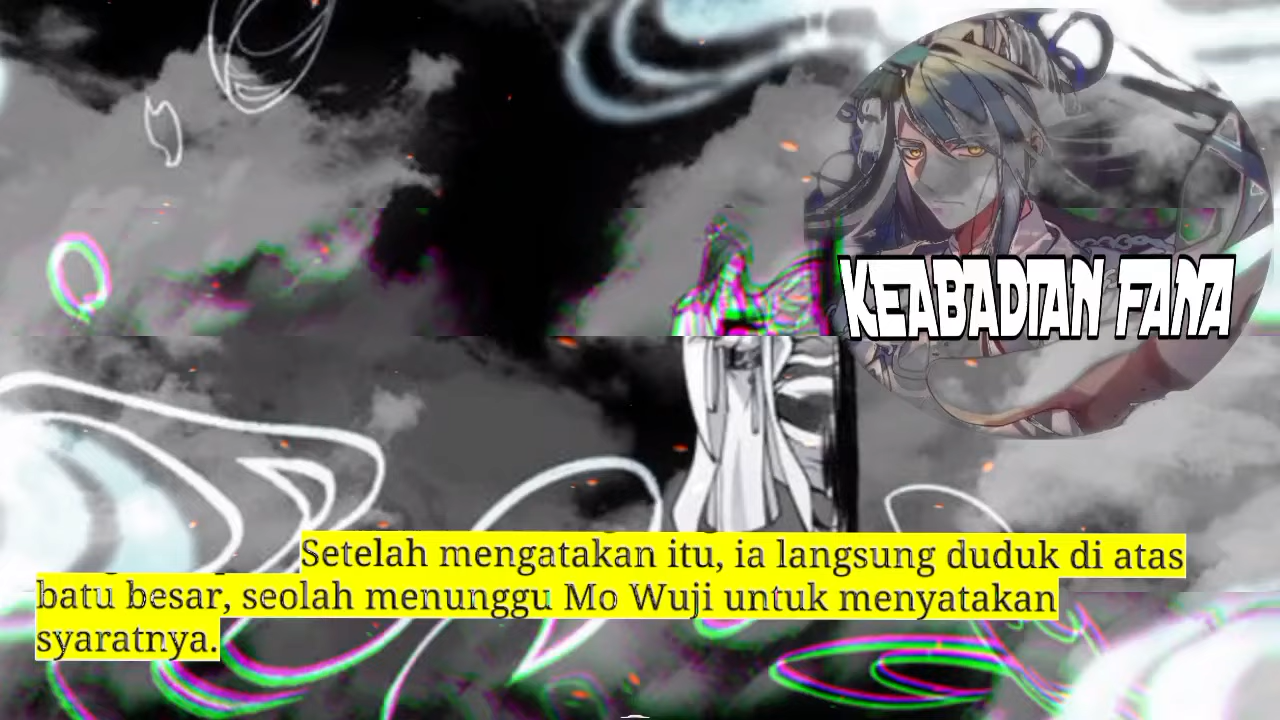 KEABADIAN FANA
Setelah mengatakan itu, ia langsung duduk di atas
batu besar, seolah menunggu Mo Wuji untuk menyatakan
syaratnya.